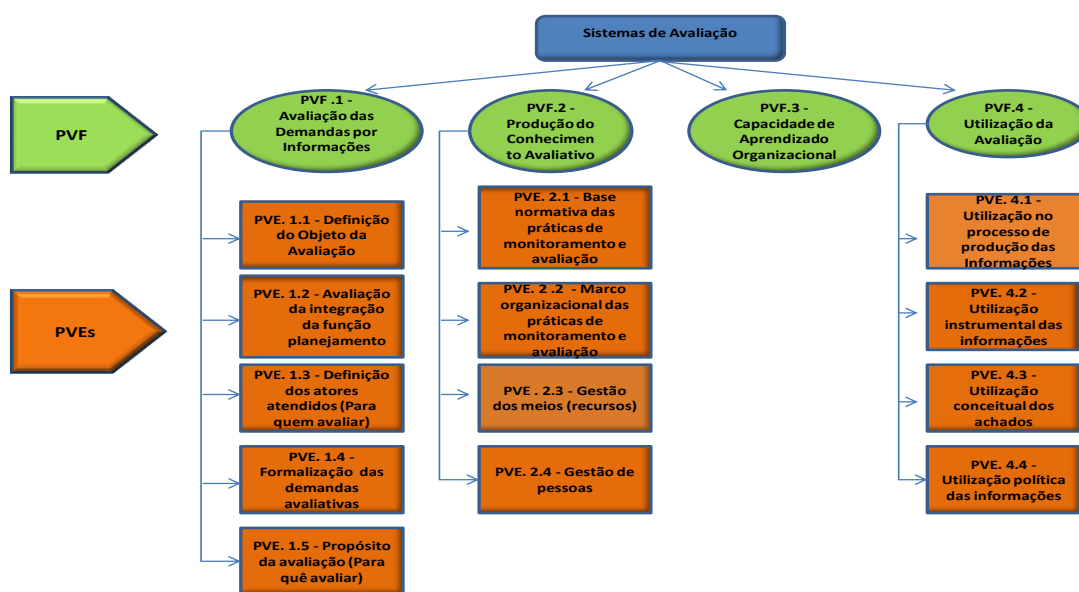 Sistemas de Avaliação
PVF
PVF .1 -
Avaliação das
Demandas por
Informações
PVF.2 -
Produção do
Conhecimen
to Avaliativo
PVF.3 -
Capacidade de
Aprendizado
Organizacional
PVF.4 -
Utilização da
Avaliação
PVEs
PVE. 1.1 - Definição
do Objeto da
Avaliação
PVE. 1.2 - Avaliação
da integração
da função
planejamento
PVE. 1.3 - Definição
dos atores
atendidos (Para
quem avaliar)
PVE. 1.4 -
Formalização das
demandas
avaliativas
PVE. 1.5 - Propósito
da avaliação (Para
quê avaliar)
PVE. 2.1 - Base
normativa das
práticas de
monitoramento e
avaliação
PVE. 2 .2 - Marco
organizacional das
práticas de
monitoramento e
avaliação
PVE . 2.3 - Gestão
dos meios (recursos)
PVE. 2.4 - Gestão de
pessoas
PVE. 4.1 -
Utilização no
processo de
produção das
Informações
PVE. 4.2 -
Utilização
instrumental das
informações
PVE. 4.3 -
Utilização
conceitual dos
achados
PVE. 4.4 -
Utilização política
das informações